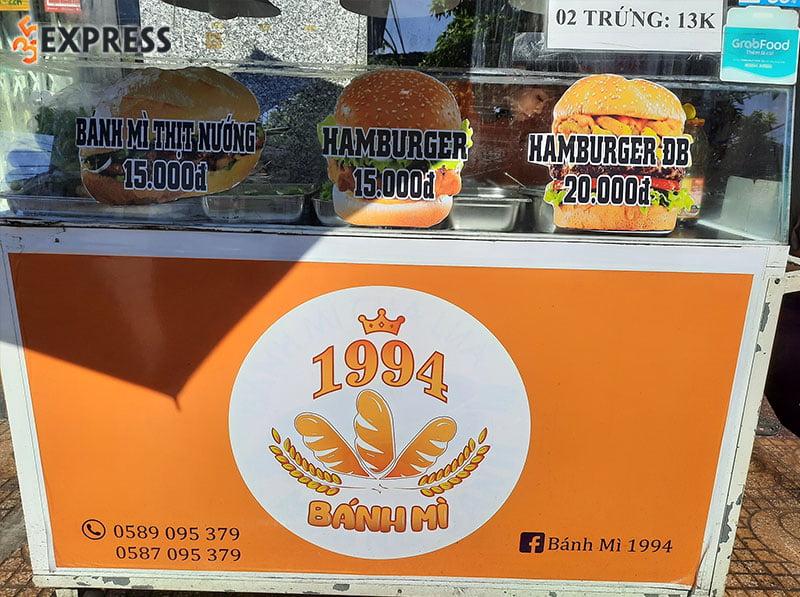 EXPRESS
02 TRỨNG: 13K
GrabFood
BÁNH MÌ THỊT NƯỚNG
15.000đ
HAMBURGER
15.000đ
HAMBURGER ĐB
20.000đ
1994
BÁNH MÌ
0589 095 379
0587 095 379
Bánh Mì 1994